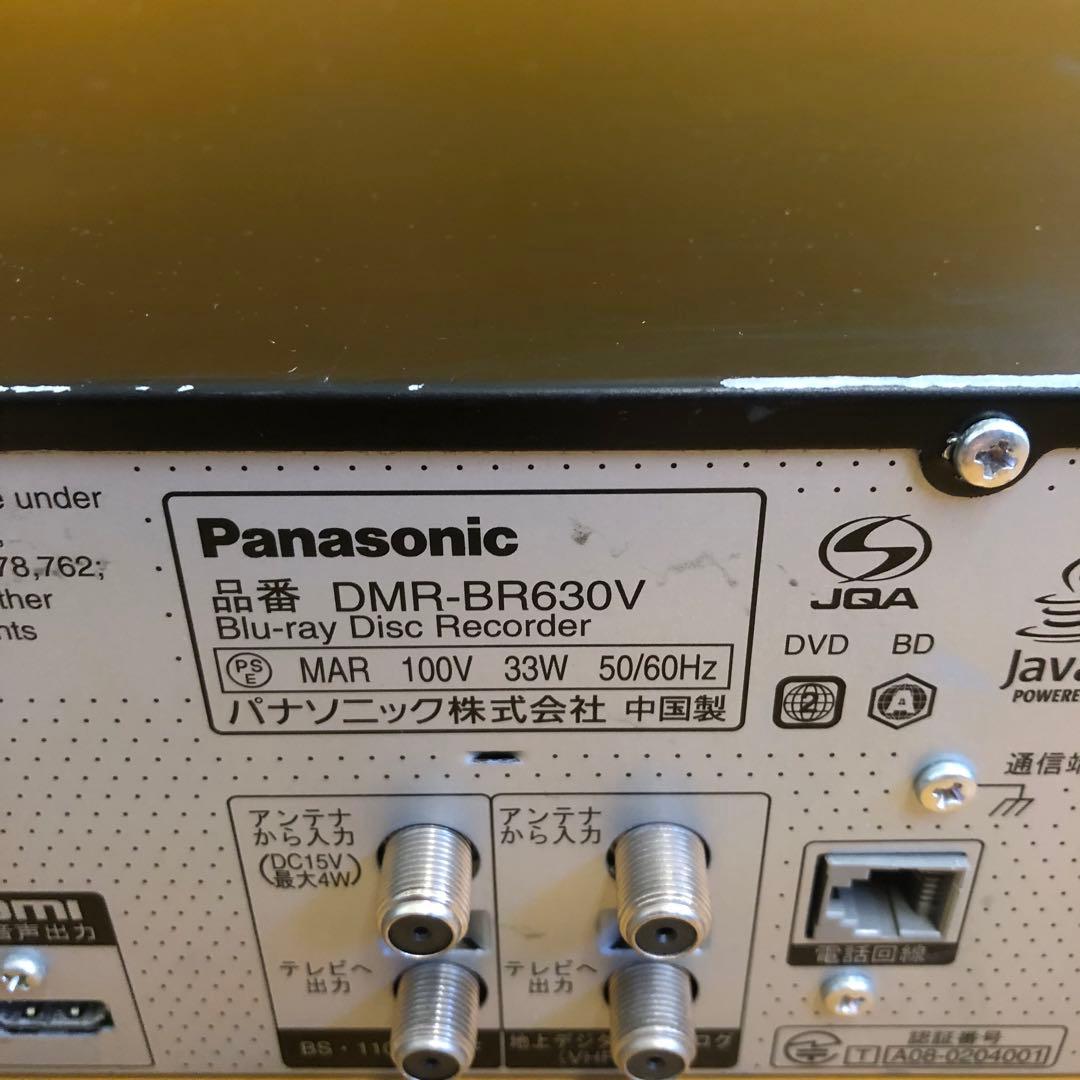 e under
78,762;
ther
nts
Panasonic
品番 DMR-BR630V
Blu-ray Disc Recorder
PS E MAR 100V 33W 50/60Hz
パナソニック株式会社 中国製
JQA
DVD BD
2 A
Java
POWERE
通信端
アンテナ
から入力
(DC15V
最大4W)
アンテナ
から入力
テレビへ
出力
テレビへ
出力
BS・11
地上デジタ
ログ
(VH
音声出力
電話回線
認証番号
T A08-0204001